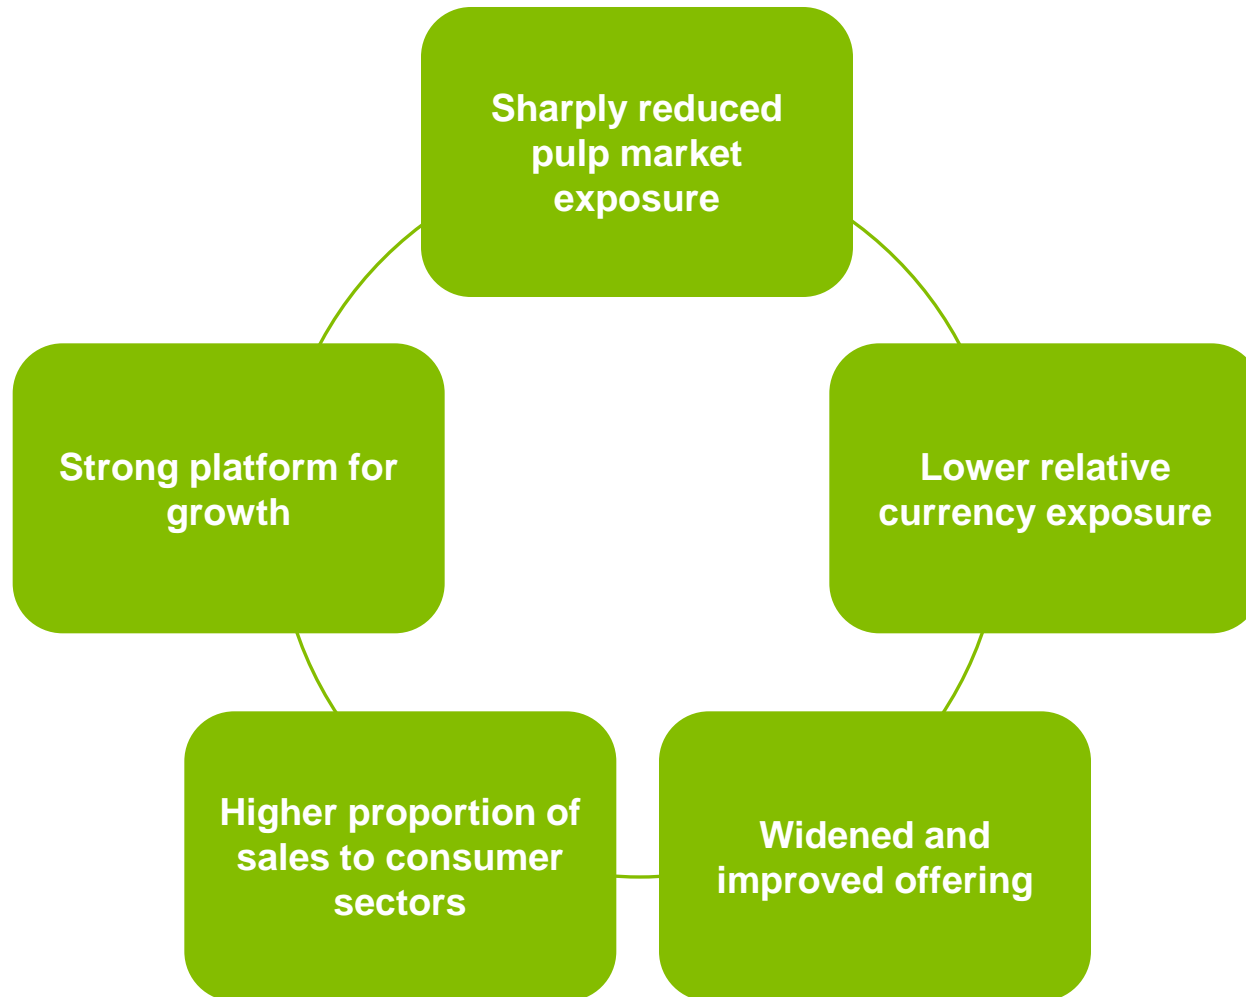 Sharply reduced
pulp market
exposure
Strong platform for
growth
Lower relative
currency exposure
Higher proportion of
sales to consumer
sectors
Widened and
improved offering